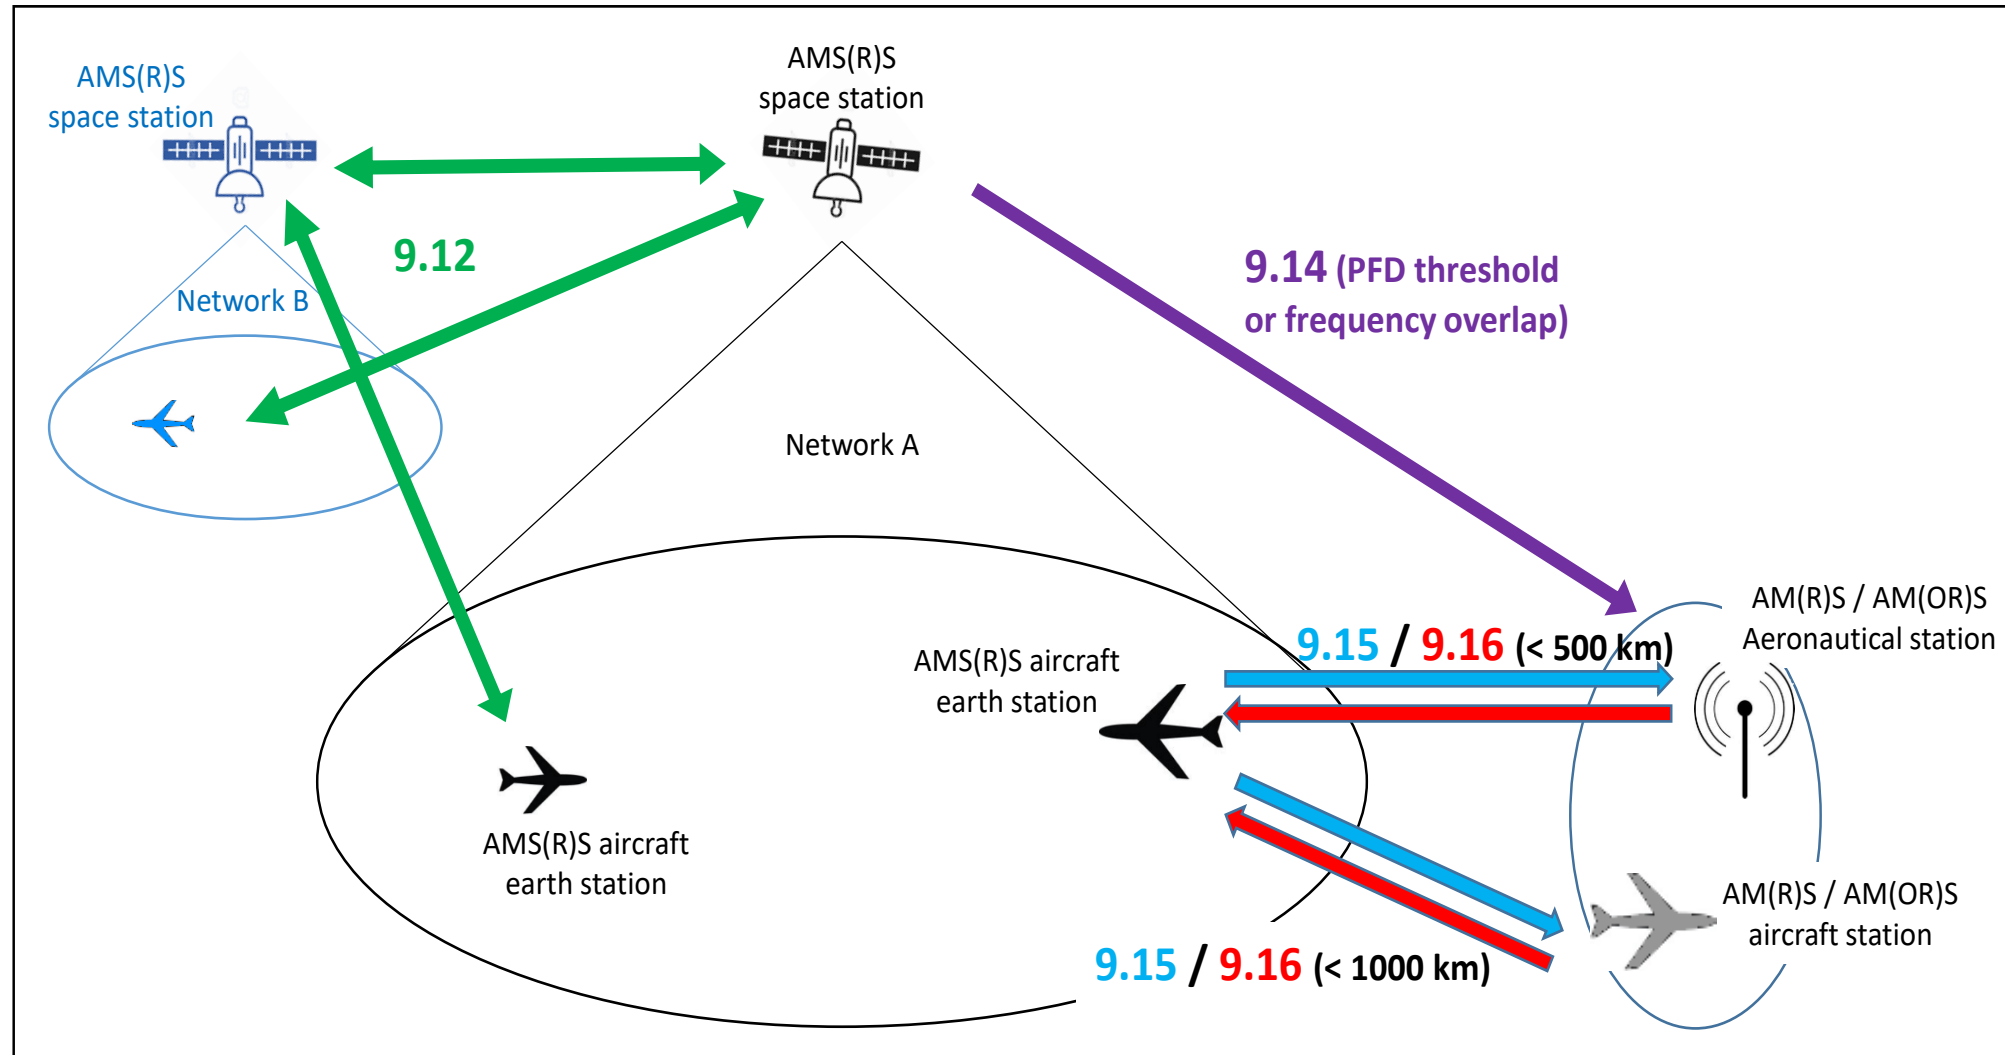 AMS(R)S
space station
AMS(R)S
space station
9.12
9.14 (PFD threshold
or frequency overlap)
Network B
Network A
AM(R)S / AM(OR)S
Aeronautical station
9.15 / 9.16 (< 500 km)
AMS(R)S aircraft
earth station
AMS(R)S aircraft
earth station
AM(R)S / AM(OR)S
aircraft station
9.15 / 9.16 (< 1000 km)